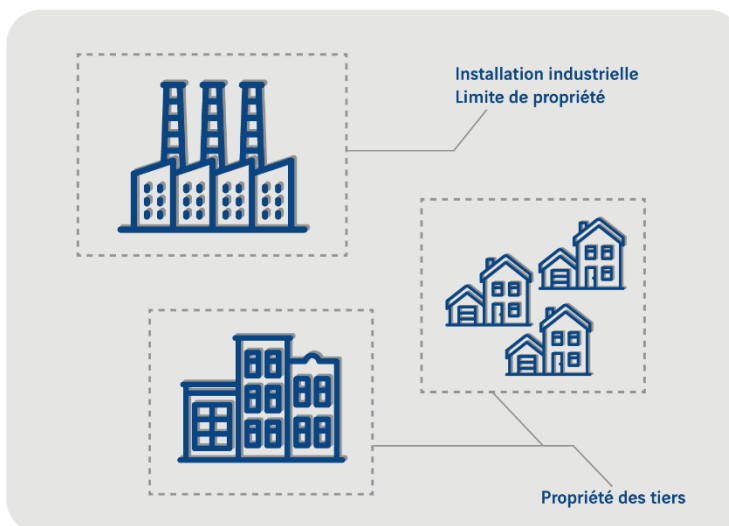 Installation industrielle
Limite de propriété
Propriété des tiers